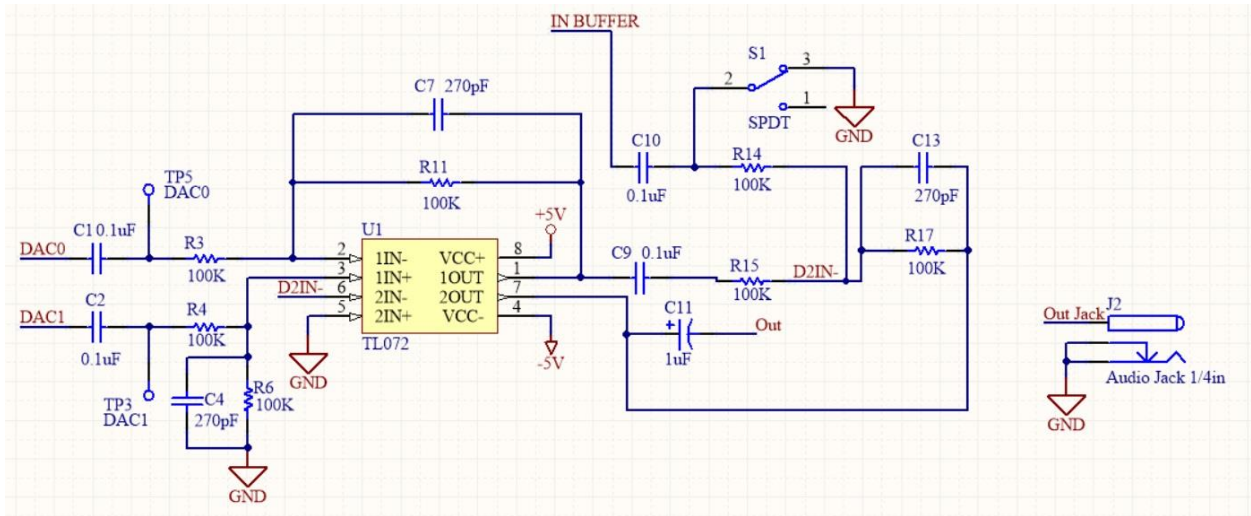 IN BUFFER
S1
2
3
1
SPDT
GND
C7 270pF
R11
100K
C10
0.1uF
R14
100K
C13
270pF
TP5
DAC0
+5V
U1
C1 0.1uF
DAC0
R3
100K
2 1IN- VCC+ 8
3 1IN+ 1OUT 1
6 2IN- 2OUT 7
5 2IN+ VCC- 4
TL072
D2IN-
C9 0.1uF
R15
100K
D2IN-
R17
100K
C2
DAC1
0.1uF
R4
100K
GND
-5V
C11
+
1uF
Out
Out Jack
J2
Audio Jack 1/4in
GND
TP3
DAC1
C4
270pF
R6
100K
GND